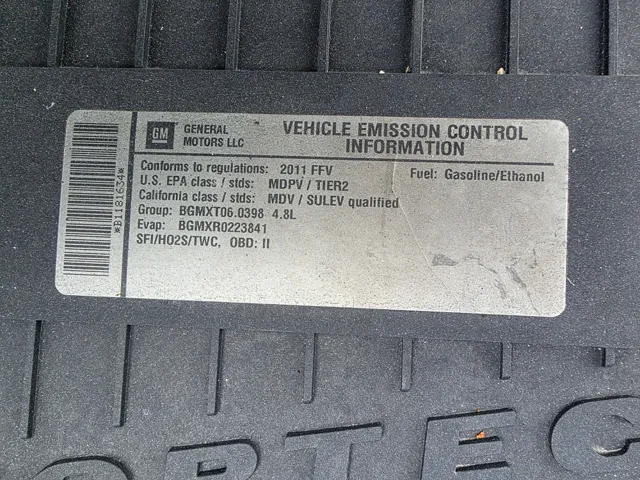 *B1181634*
GM
GENERAL
MOTORS LLC
VEHICLE EMISSION CONTROL
INFORMATION
Conforms to regulations: 2011 FFV
Fuel: Gasoline/Ethanol
U.S. EPA class / stds: MDPV / TIER2
California class / stds: MDV / SULEV qualified
Group: BGMXT06.0398 4.8L
Evap: BGMXR0223841
SFI/HO2S/TWC, OBD: II
ORTEC